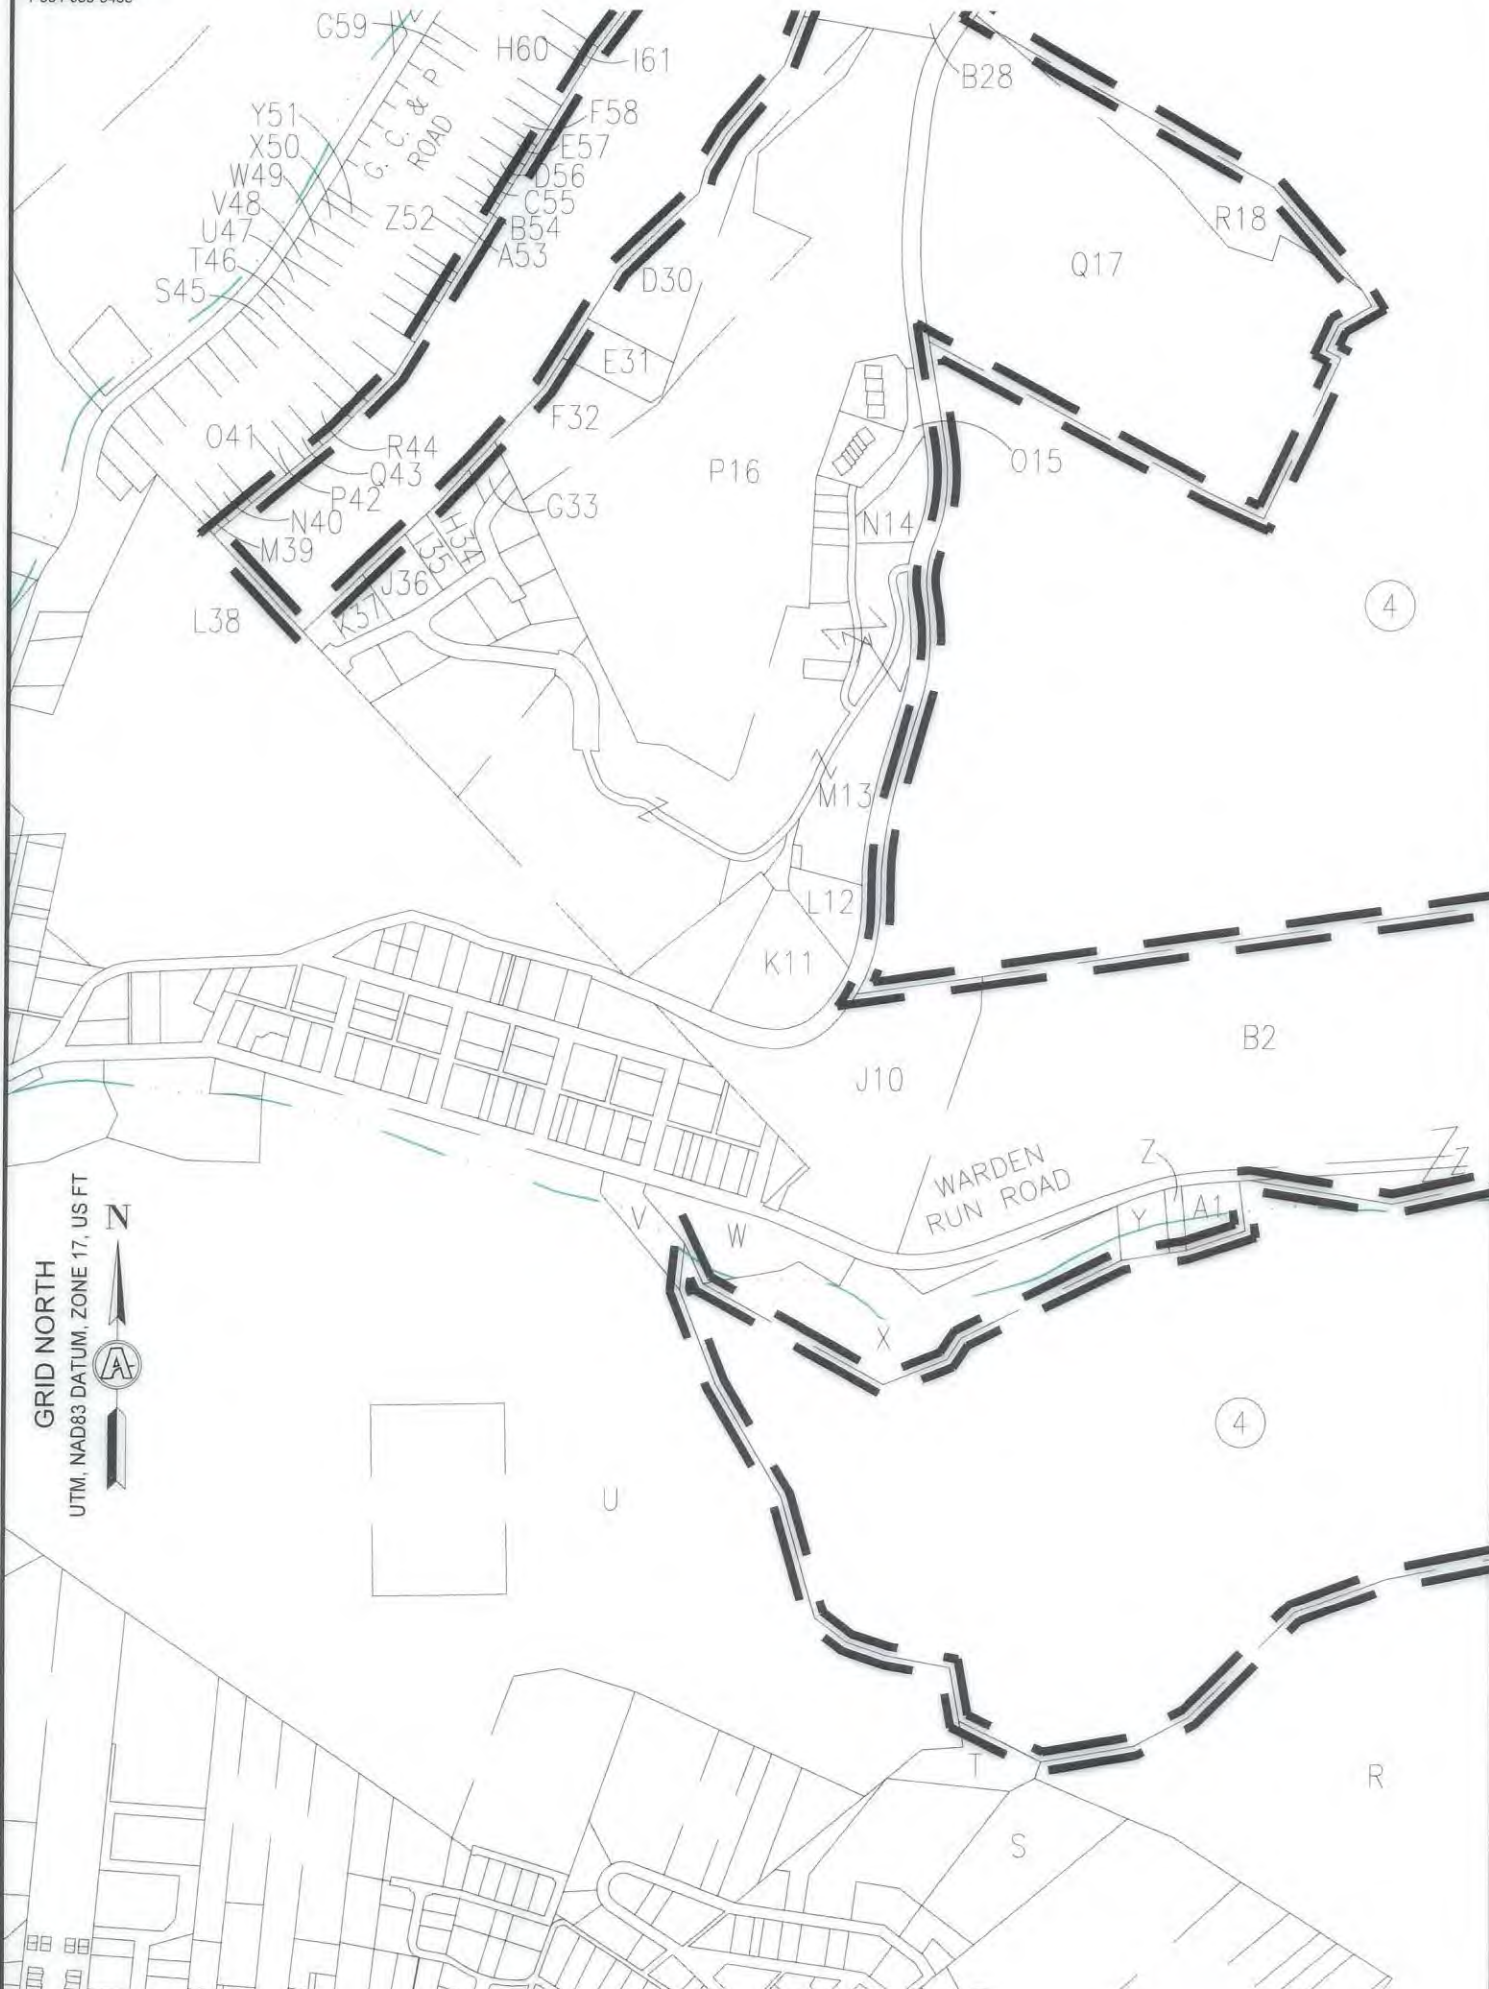 G59
H60
I61
B28
Y51
X50
W49
V48
U47
T46
S45
G. C. & P.
ROAD
Z52
F58
E57
D56
C55
B54
A53
R18
Q17
D30
E31
F32
O41
R44
Q43
P42
N40
M39
L38
G33
H34
I35
J36
K37
P16
O15
N14
4
M13
L12
K11
B2
J10
WARDEN
RUN ROAD
Z
Y
A1
V
W
X
N
GRID NORTH
UTM, NAD83 DATUM, ZONE 17, US FT
A
4
U
T
R
S